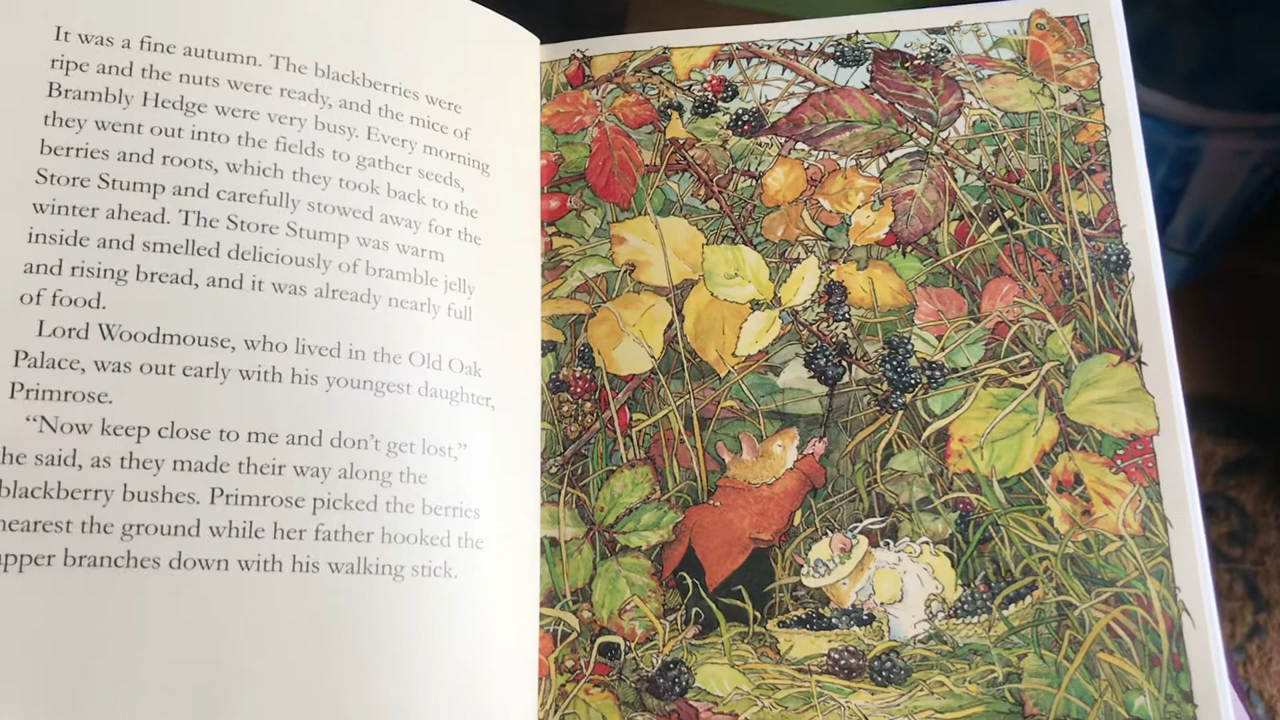 It was a fine autumn. The blackberries were
ripe and the nuts were ready, and the mice of
Brambly Hedge were very busy. Every morning
they went out into the fields to gather seeds,
berries and roots, which they took back to the
Store Stump and carefully stowed away for the
winter ahead. The Store Stump was warm
inside and smelled deliciously of bramble jelly
and rising bread, and it was already nearly full
of food.
Lord Woodmouse, who lived in the Old Oak
Palace, was out early with his youngest daughter,
Primrose.
“Now keep close to me and don’t get lost,”
he said, as they made their way along the
blackberry bushes. Primrose picked the berries
nearest the ground while her father hooked the
upper branches down with his walking stick.